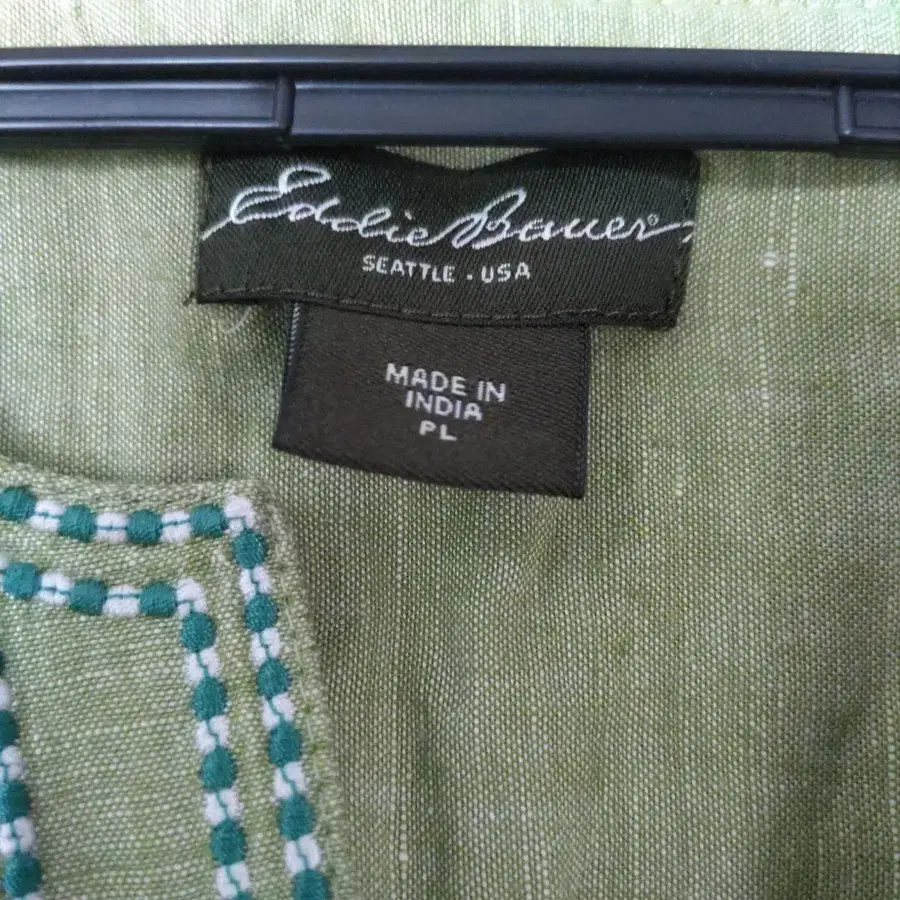 Eddie Bauer®
SEATTLE . USA
MADE IN
INDIA
PL